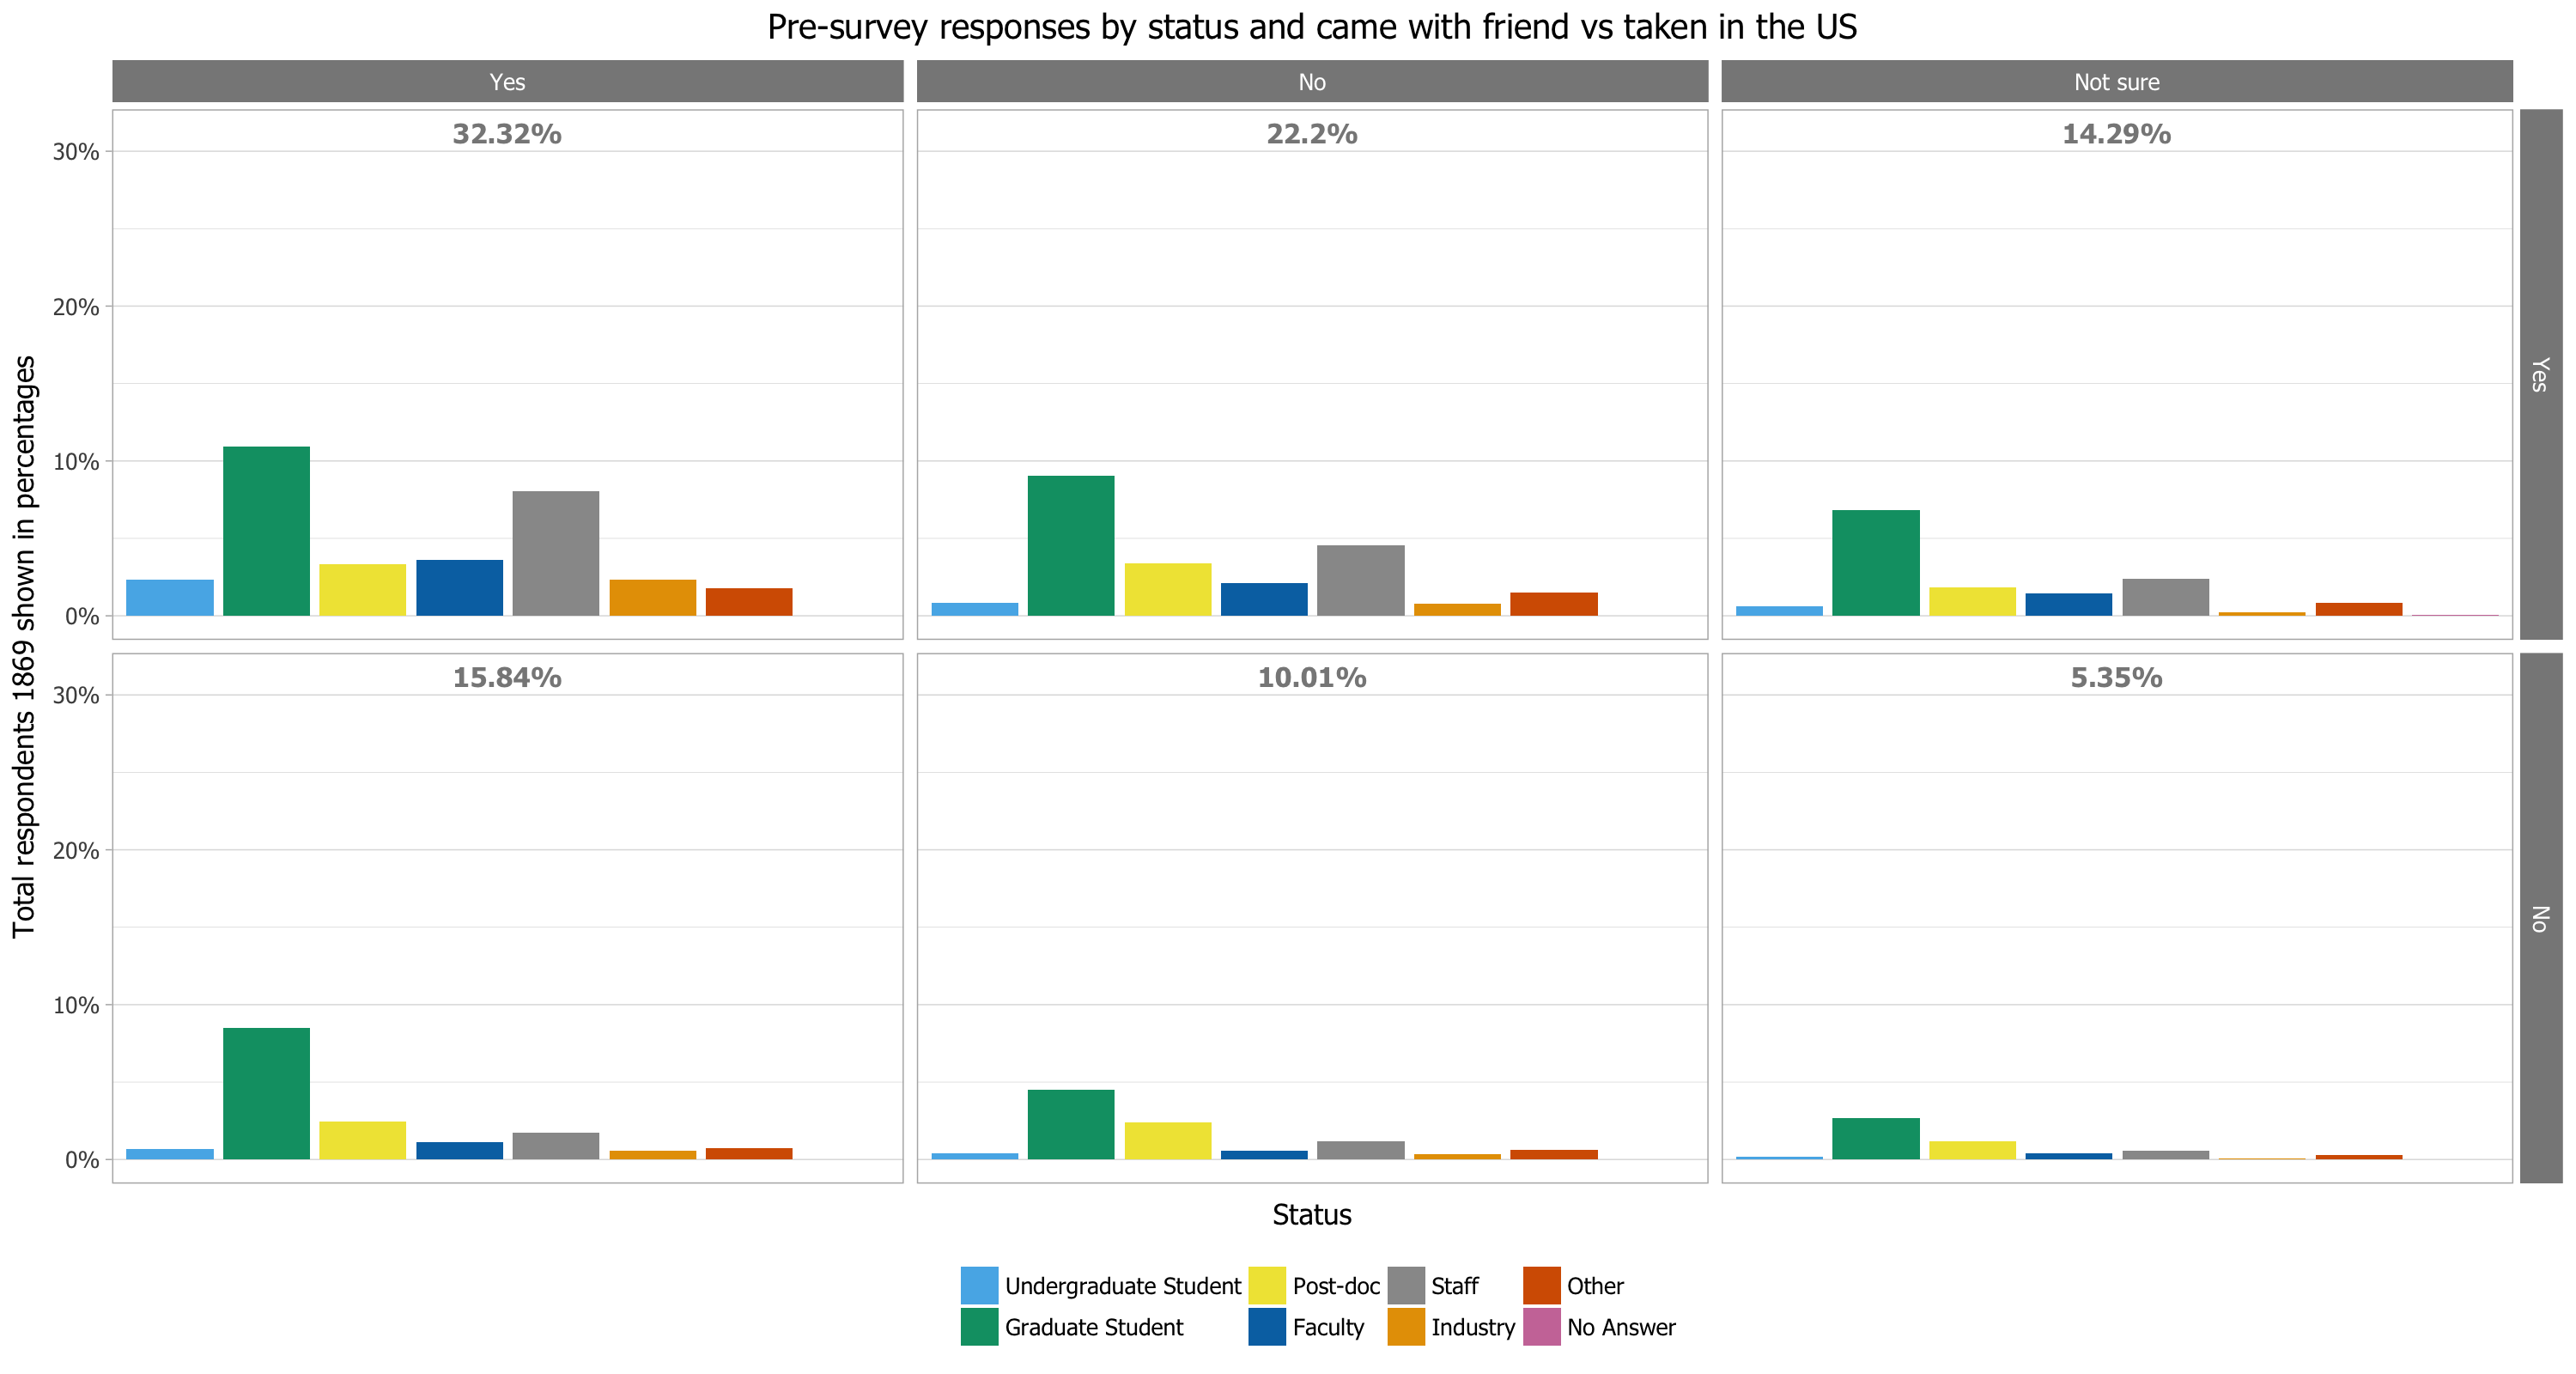 Pre-survey responses by status and came with friend vs taken in the US
Yes
No
Not sure
32.32%
22.2%
14.29%
30%
20%
10%
0%
Yes
15.84%
10.01%
5.35%
30%
20%
10%
0%
No
Total respondents 1869 shown in percentages
Status
Undergraduate Student
Post-doc
Staff
Other
Graduate Student
Faculty
Industry
No Answer